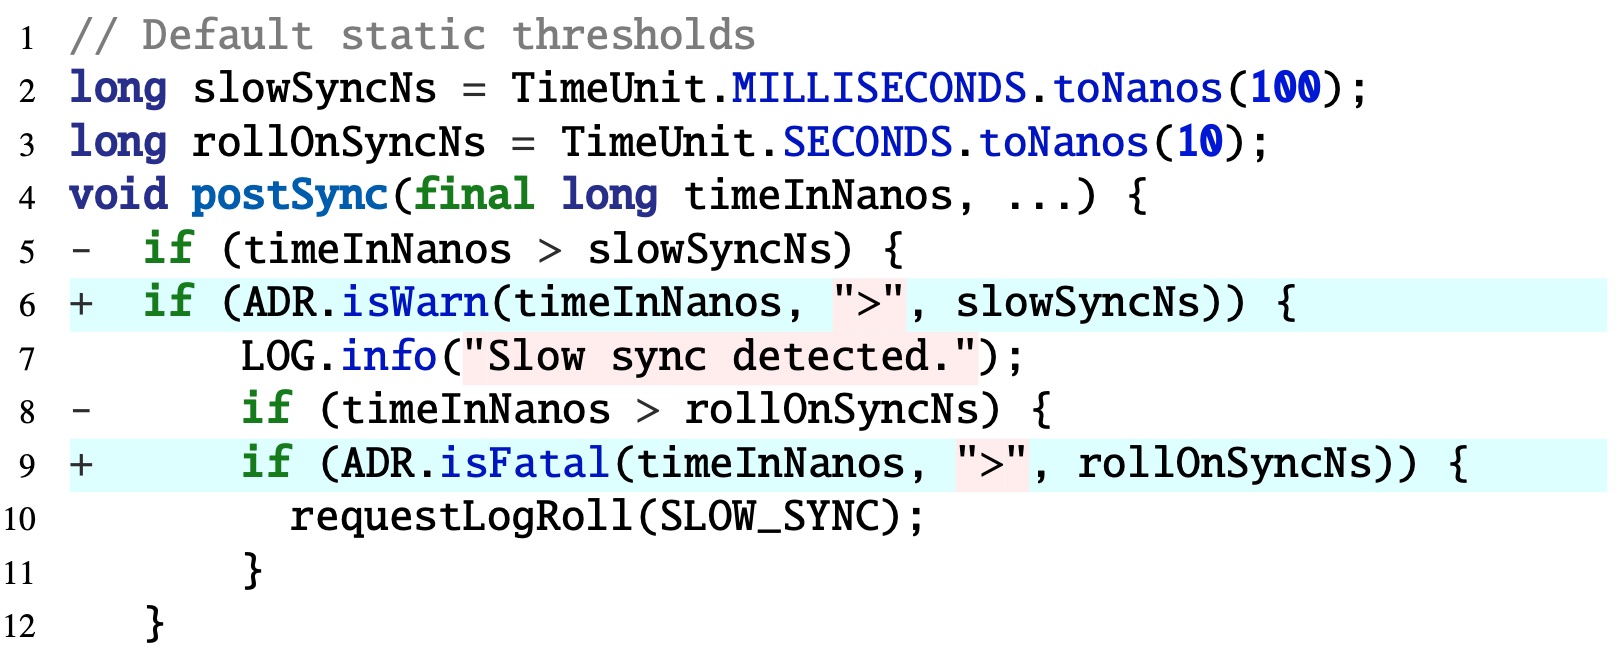 1 // Default static thresholds
2 long slowSyncNs = TimeUnit.MILLISECONDS.toNanos(100);
3 long rollOnSyncNs = TimeUnit.SECONDS.toNanos(10);
4 void postSync(final long timeInNanos, ...) {
5 -  if (timeInNanos > slowSyncNs) {
6 +  if (ADR.isWarn(timeInNanos, ">", slowSyncNs)) {
7        LOG.info("Slow sync detected.");
8 -      if (timeInNanos > rollOnSyncNs) {
9 +      if (ADR.isFatal(timeInNanos, ">", rollOnSyncNs)) {
10          requestLogRoll(SLOW_SYNC);
11        }
12    }